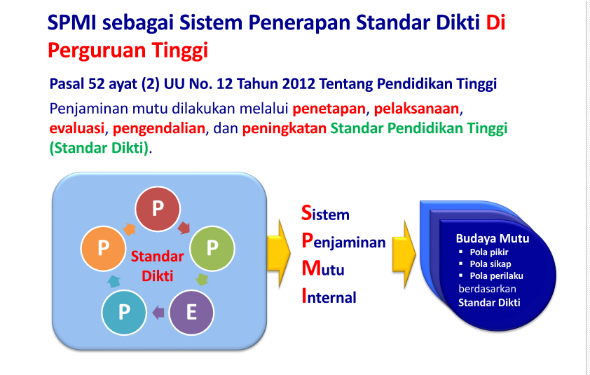 SPMI sebagai Sistem Penerapan Standar Dikti Di
Perguruan Tinggi
Pasal 52 ayat (2) UU No. 12 Tahun 2012 Tentang Pendidikan Tinggi
Penjaminan mutu dilakukan melalui penetapan, pelaksanaan,
evaluasi, pengendalian, dan peningkatan Standar Pendidikan Tinggi
(Standar Dikti).
P
P
E
P
P
Standar
Dikti
Sistem
Penjaminan
Mutu
Internal
Budaya Mutu
▪ Pola pikir
▪ Pola sikap
▪ Pola perilaku
berdasarkan
Standar Dikti